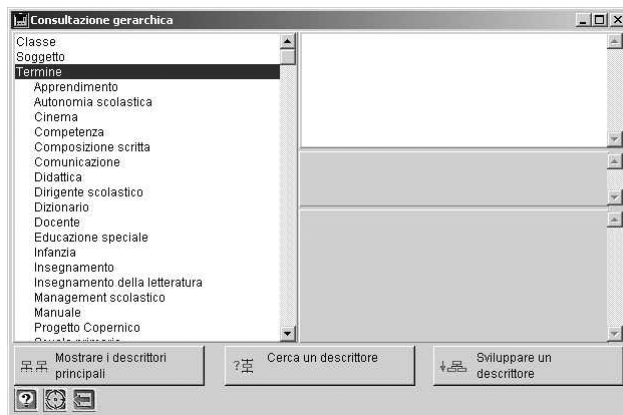 Consultazione gerarchica
Classe
Soggetto
Termine
Apprendimento
Autonomia scolastica
Cinema
Competenza
Composizione scritta
Comunicazione
Didattica
Dirigente scolastico
Dizionario
Docente
Educazione speciale
Infanzia
Insegnamento
Insegnamento della letteratura
Management scolastico
Manuale
Progetto Copernico
Mostrare i descrittori
principali
Cerca un descrittore
Sviluppare un
descrittore